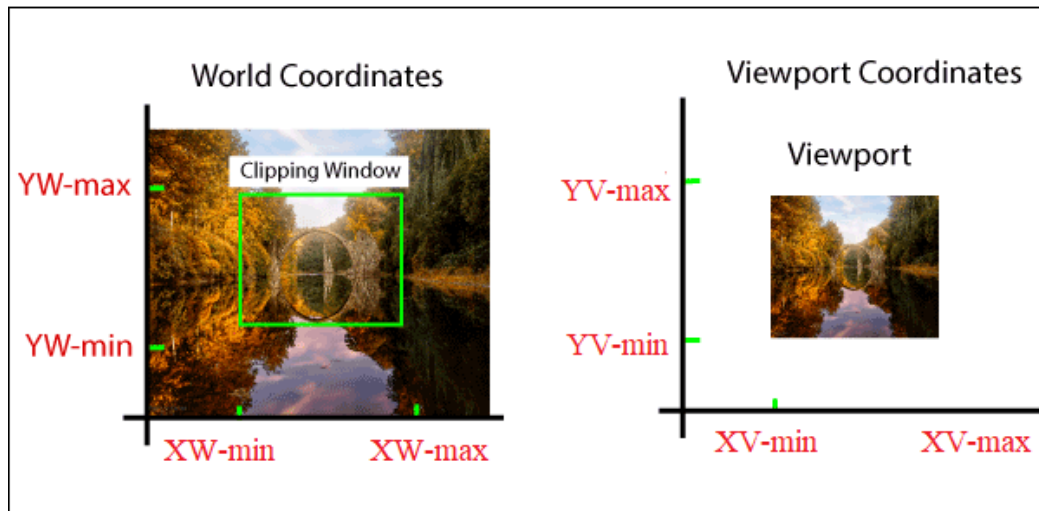 World Coordinates
Clipping Window
YW-max
YW-min
XW-min
XW-max
Viewport Coordinates
Viewport
YV-max
YV-min
XV-min
XV-max